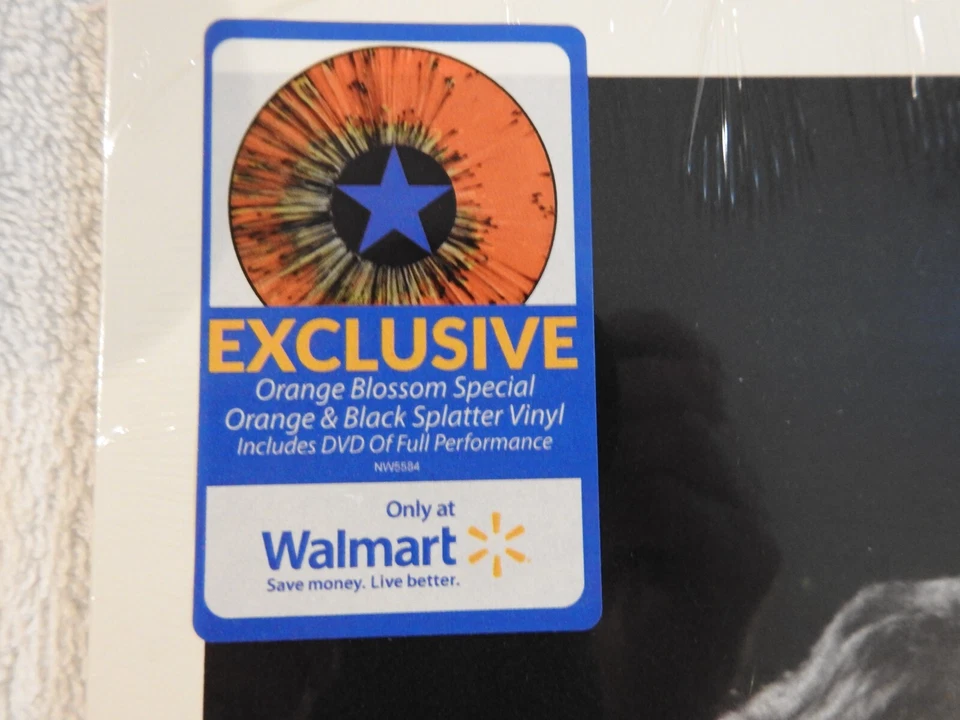 EXCLUSIVE
Orange Blossom Special
Orange & Black Splatter Vinyl
Includes DVD Of Full Performance
NW5584
Only at
Walmart
Save money. Live better.